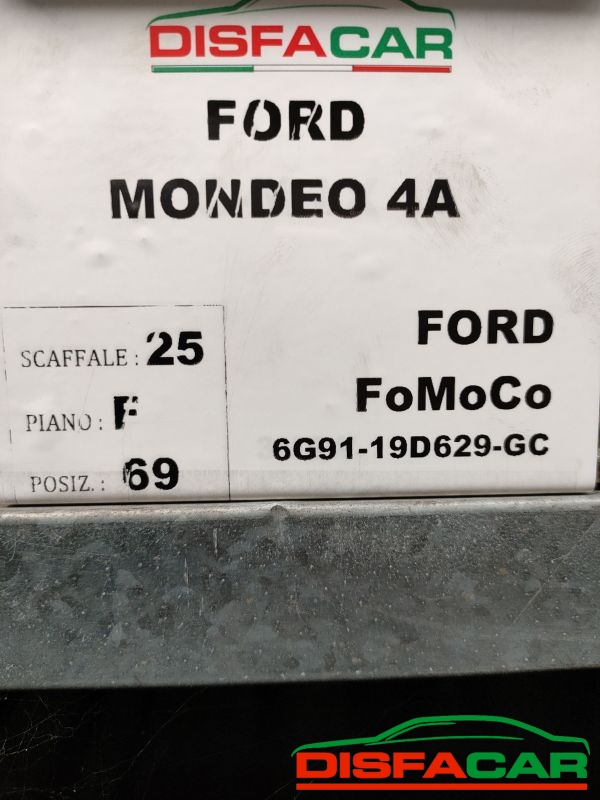 DISFACAR
FORD
MONDEO 4A
SCAFFALE : 25
PIANO : F
POSIZ. : 69
FORD
FoMoCo
6G91-19D629-GC
DISFACAR